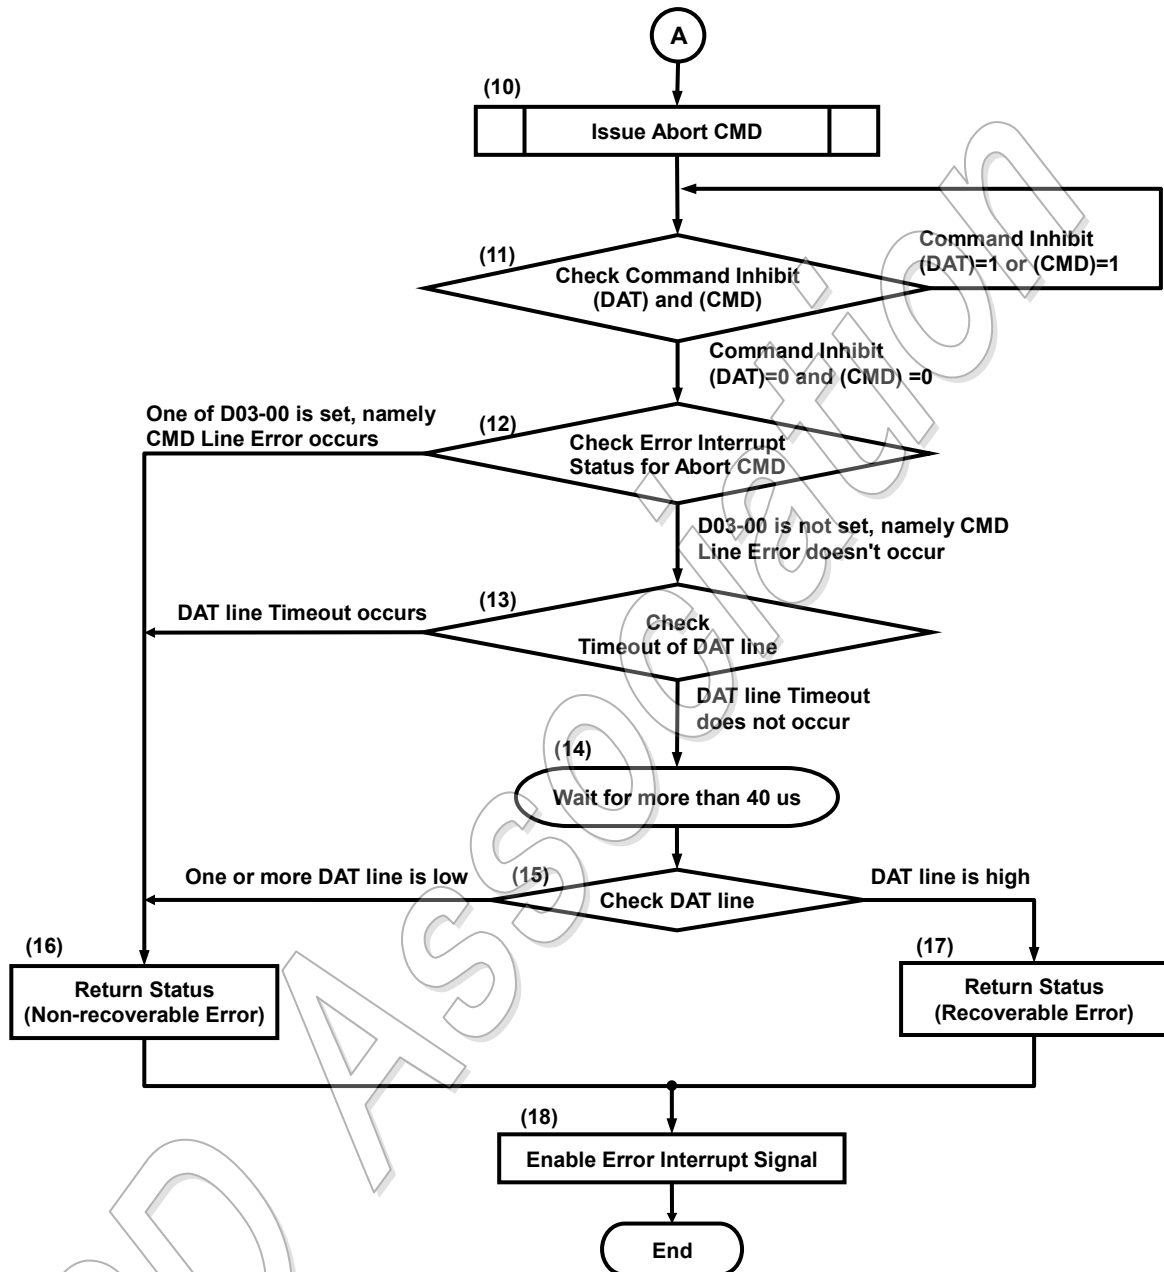 A
(10)
Issue Abort CMD
(11)
Check Command Inhibit
(DAT) and (CMD)
Command Inhibit
(DAT)=1 or (CMD)=1
Command Inhibit
(DAT)=0 and (CMD) =0
One of D03-00 is set, namely
CMD Line Error occurs
(12)
Check Error Interrupt
Status for Abort CMD
D03-00 is not set, namely CMD
Line Error doesn't occur
DAT line Timeout occurs
(13)
Check
Timeout of DAT line
DAT line Timeout
does not occur
(14)
Wait for more than 40 us
One or more DAT line is low
(15)
Check DAT line
DAT line is high
(16)
Return Status
(Non-recoverable Error)
(17)
Return Status
(Recoverable Error)
(18)
Enable Error Interrupt Signal
End
D Association